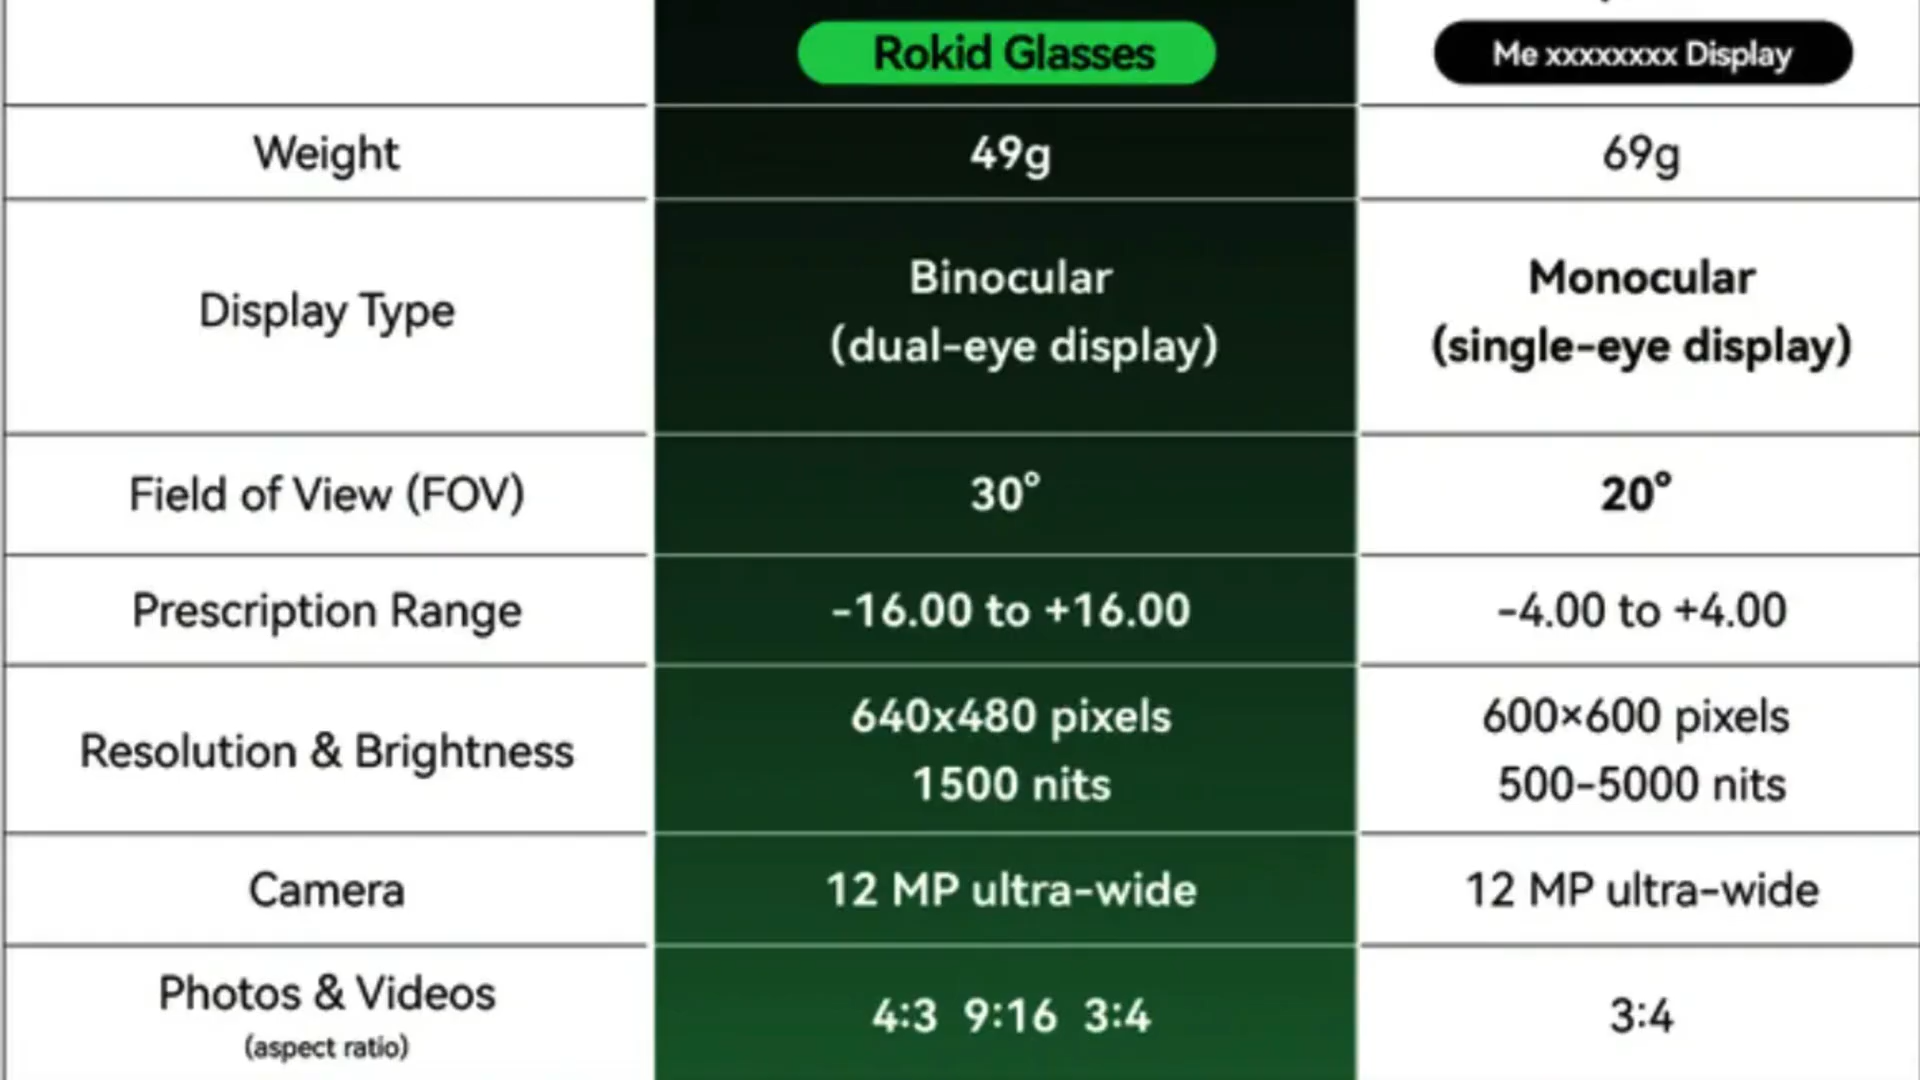 Rokid Glasses
Me xxxxxxxx Display
Weight
49g
69g
Display Type
Binocular
(dual-eye display)
Monocular
(single-eye display)
Field of View (FOV)
30°
20°
Prescription Range
-16.00 to +16.00
-4.00 to +4.00
Resolution & Brightness
640x480 pixels
1500 nits
600×600 pixels
500-5000 nits
Camera
12 MP ultra-wide
12 MP ultra-wide
Photos & Videos
(aspect ratio)
4:3 9:16 3:4
3:4